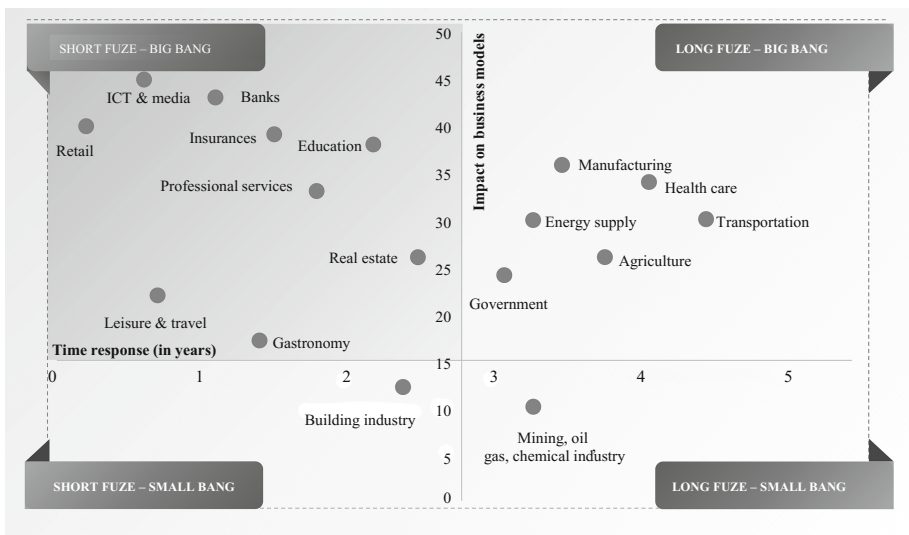 SHORT FUZE – BIG BANG
50
LONG FUZE – BIG BANG
Impact on business models
45
ICT & media
Banks
40
Retail
Insurances
Education
35
Manufacturing
Professional services
Health care
30
Energy supply
Transportation
Real estate
25
Agriculture
Government
20
Leisure & travel
Gastronomy
Time response (in years)
15
0 1 2 3 4 5
10
Building industry
Mining, oil
gas, chemical industry
5
SHORT FUZE – SMALL BANG
LONG FUZE – SMALL BANG
0